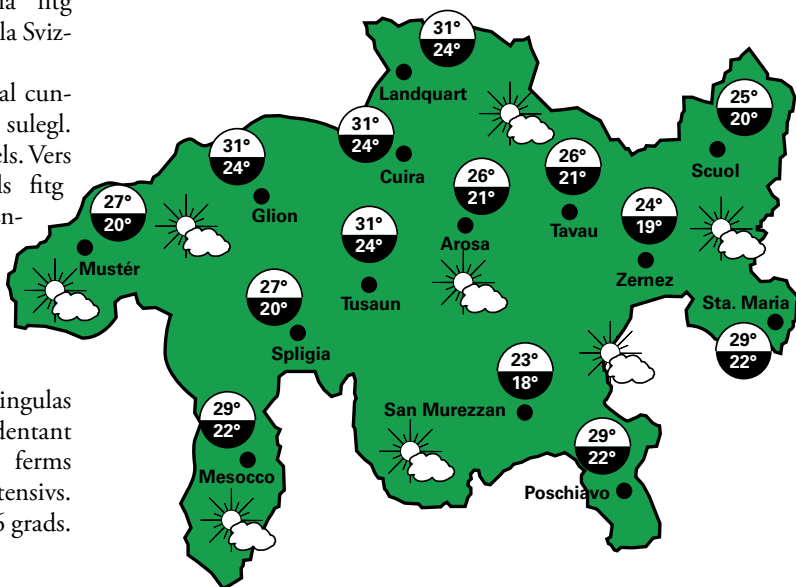 fitg
la Sviz-
al cun-
sulegl.
els. Vers
ls fitg
n-
ingulas
dentant
ferms
tensivs.
6 grads.
31°
24°
Landquart
31°
24°
Cuira
31°
24°
Glion
27°
20°
Mustér
25°
20°
Scuol
26°
21°
Tavau
26°
21°
Arosa
24°
19°
Zernez
31°
24°
Tusaun
27°
20°
Spligia
Sta. Maria
29°
22°
23°
18°
San Murezzan
29°
22°
Mesocco
29°
22°
Poschiavo